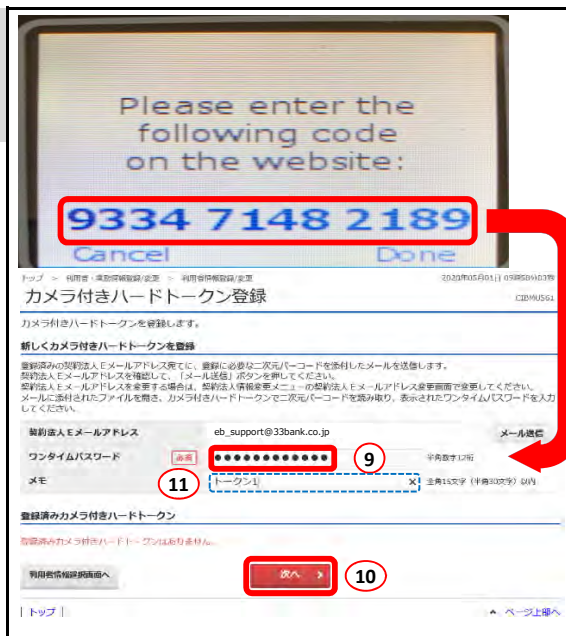 Please enter the
following code
on the website:
9334 7148 2189
Cancel Done
トップ > 利用者・業務情報登録/変更 > 利用者情報登録/変更
カメラ付きハードトークン登録 CIBMU561
カメラ付きハードトークンを登録します。
新しくカメラ付きハードトークンを登録
登録済みの契約法人Eメールアドレス宛てに、登録に必要な二次元バーコードを添付したメールを送信します。
契約法人Eメールアドレスを確認して、「メール送信」ボタンを押してください。
契約法人Eメールアドレスを変更する場合は、契約法人情報変更メニューの契約法人Eメールアドレス変更画面で変更してください。
メールに添付されたファイルを開き、カメラ付きハードトークンで二次元バーコードを読み取り、表示されたワンタイムパスワードを入力
してください。
契約法人Eメールアドレス eb_support@33bank.co.jp メール送信
ワンタイムパスワード 必須 ●●●●●●●●●●●● ⑨ 半角数字12桁
メモ ⑪ トークン1 × 全角15文字(半角30文字)以内
登録済みカメラ付きハードトークン
登録済みカメラ付きハードトークンはありません。
利用者情報選択画面へ 次へ > ⑩
| トップ | ▲ ページ上部へ